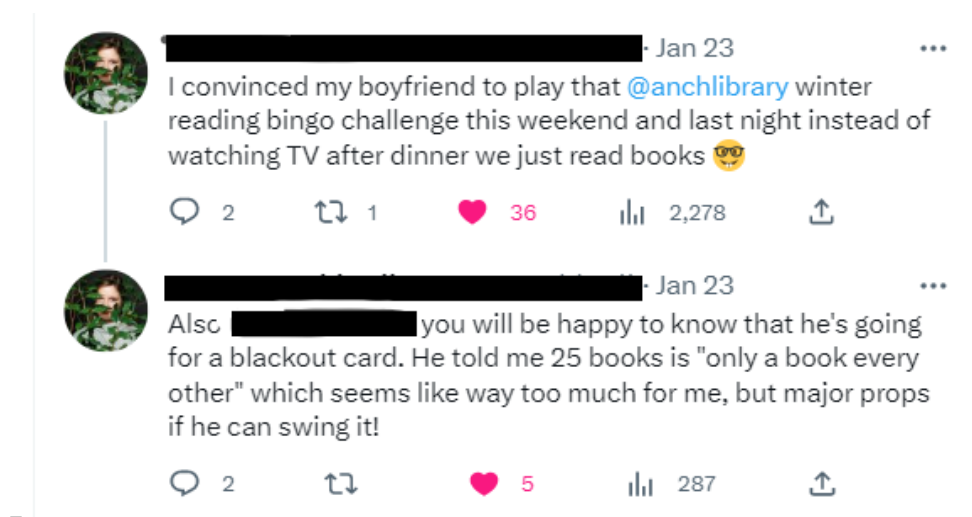 · Jan 23
I convinced my boyfriend to play that @anchlibrary winter
reading bingo challenge this weekend and last night instead of
watching TV after dinner we just read books 🤓
2 1 36 2,278
· Jan 23
Also you will be happy to know that he's going
for a blackout card. He told me 25 books is "only a book every
other" which seems like way too much for me, but major props
if he can swing it!
2 5 287